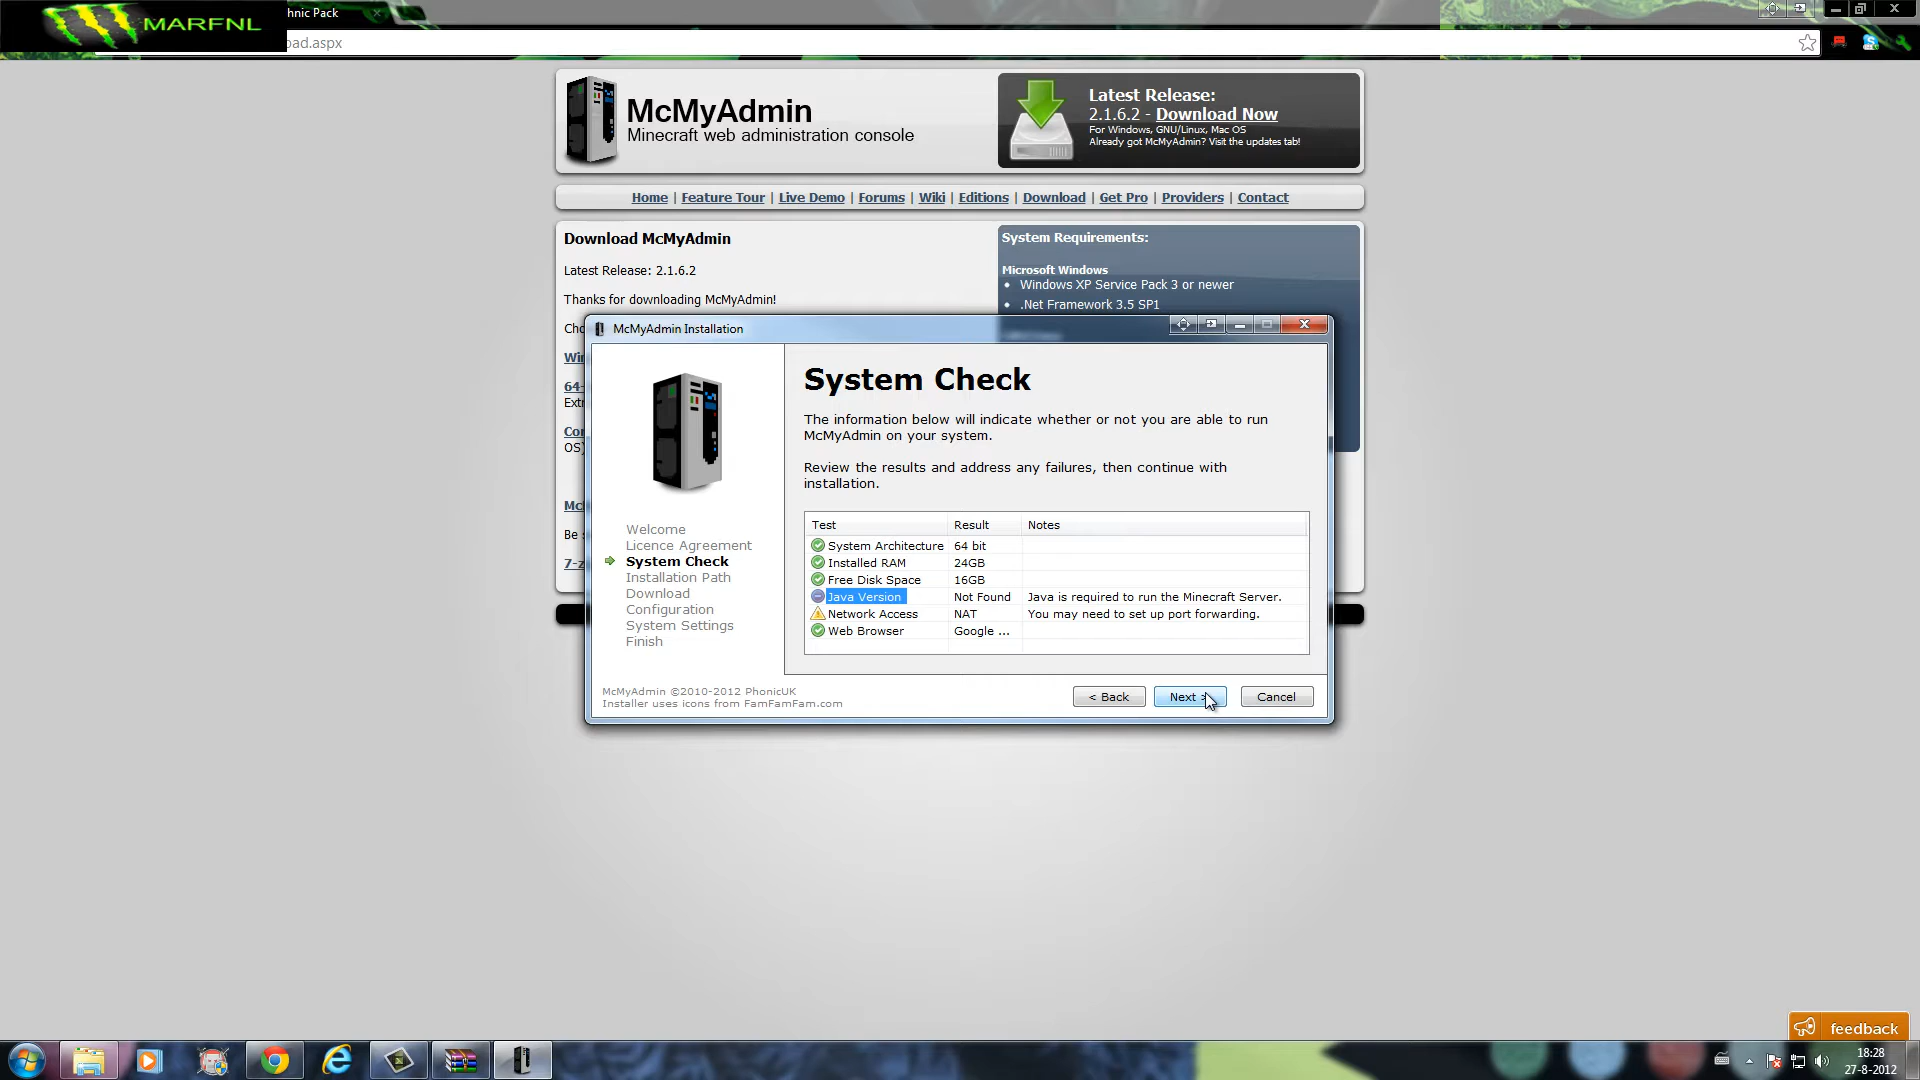 hnic Pack
MARFNL
oad.aspx
McMyAdmin
Minecraft web administration console
Latest Release:
2.1.6.2 - Download Now
For Windows, GNU/Linux, Mac OS
Already got McMyAdmin? Visit the updates tab!
Home | Feature Tour | Live Demo | Forums | Wiki | Editions | Download | Get Pro | Providers | Contact
Download McMyAdmin
Latest Release: 2.1.6.2
Thanks for downloading McMyAdmin!
Cho
Win
64-
Extr
Con
OS)
McM
Be s
7-z
System Requirements:
Microsoft Windows
• Windows XP Service Pack 3 or newer
• .Net Framework 3.5 SP1
McMyAdmin Installation
System Check
The information below will indicate whether or not you are able to run
McMyAdmin on your system.
Review the results and address any failures, then continue with
installation.
Test Result Notes
System Architecture 64 bit
Installed RAM 24GB
Free Disk Space 16GB
Java Version Not Found Java is required to run the Minecraft Server.
Network Access NAT You may need to set up port forwarding.
Web Browser Google ...
Welcome
Licence Agreement
System Check
Installation Path
Download
Configuration
System Settings
Finish
McMyAdmin ©2010-2012 PhonicUK
Installer uses icons from FamFamFam.com
< Back
Next >
Cancel
feedback
18:28
27-8-2012